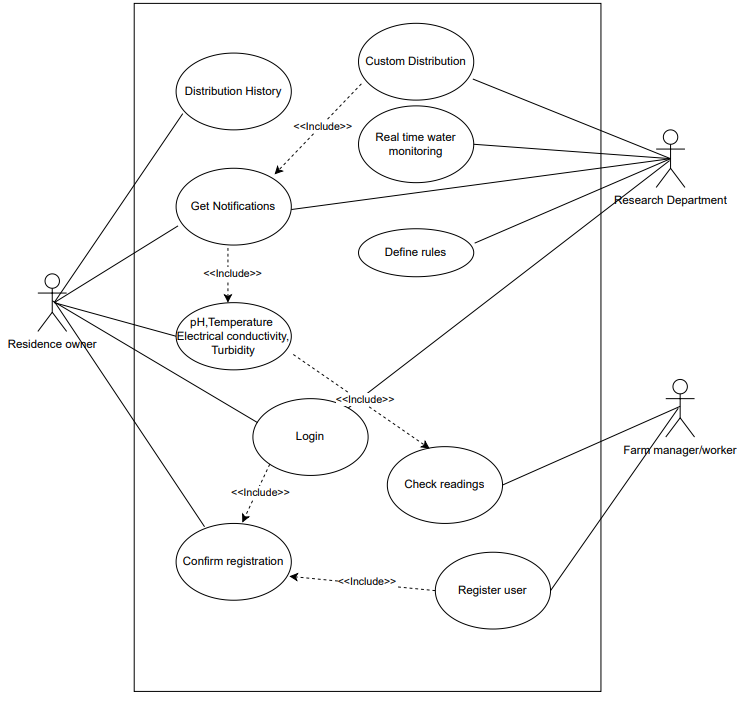 Custom Distribution
Distribution History
<<Include>>
Real time water
monitoring
Research Department
Get Notifications
Define rules
<<Include>>
Residence owner
pH,Temperature
Electrical conductivity,
Turbidity
<<Include>>
Login
Farm manager/worker
Check readings
<<Include>>
Confirm registration
<<Include>>
Register user